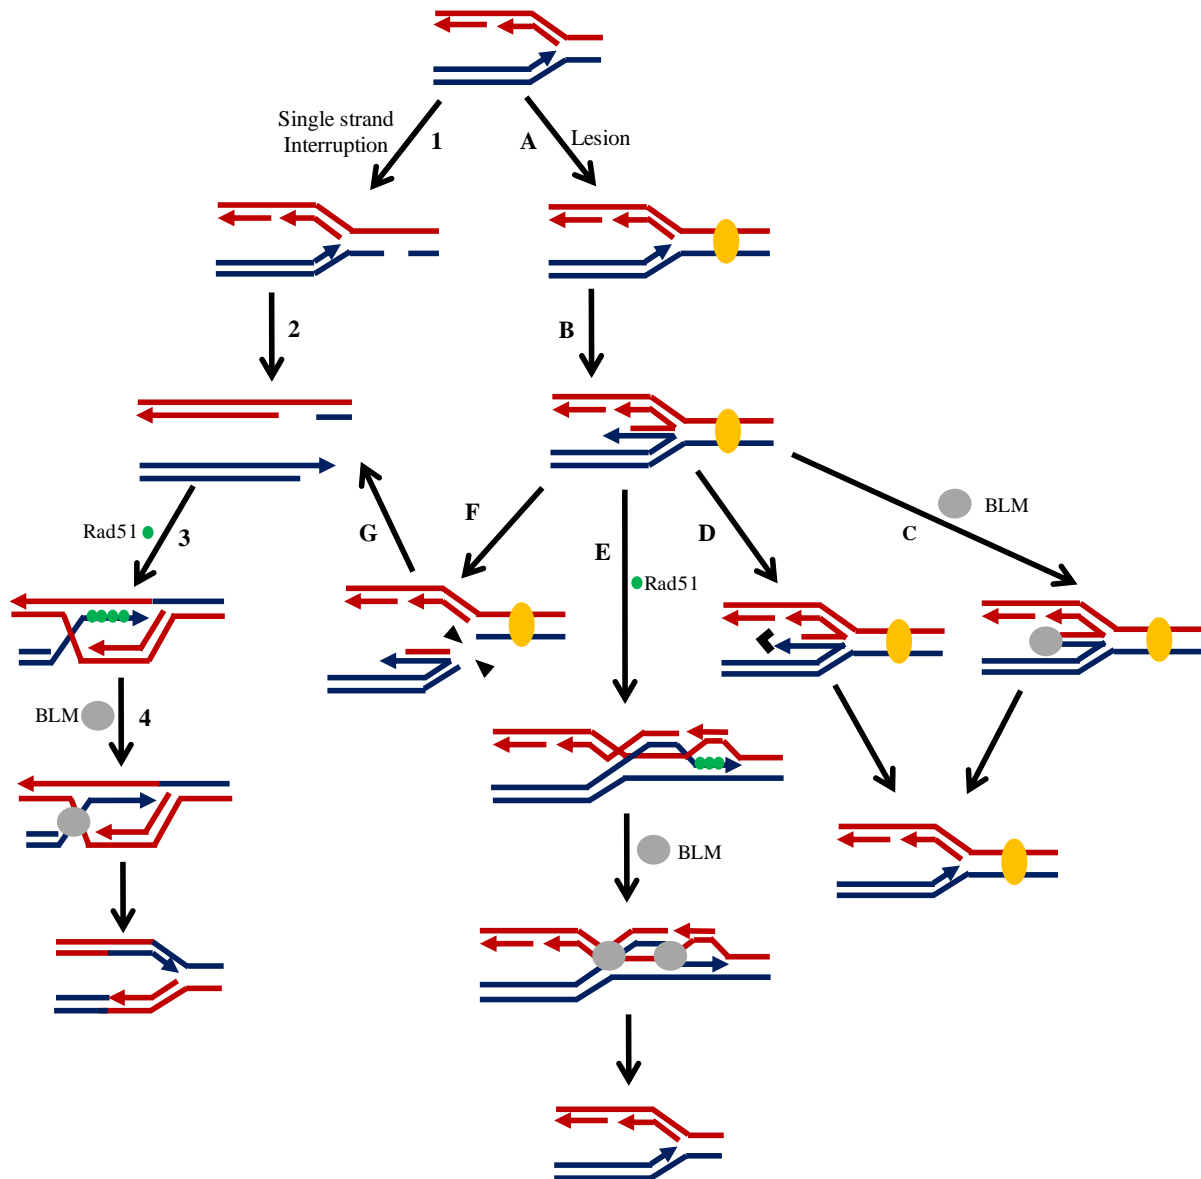 Single strand
Interruption
1
A
Lesion
2
B
BLM
C
F
D
G
E
Rad51
3
Rad51
BLM
4
BLM